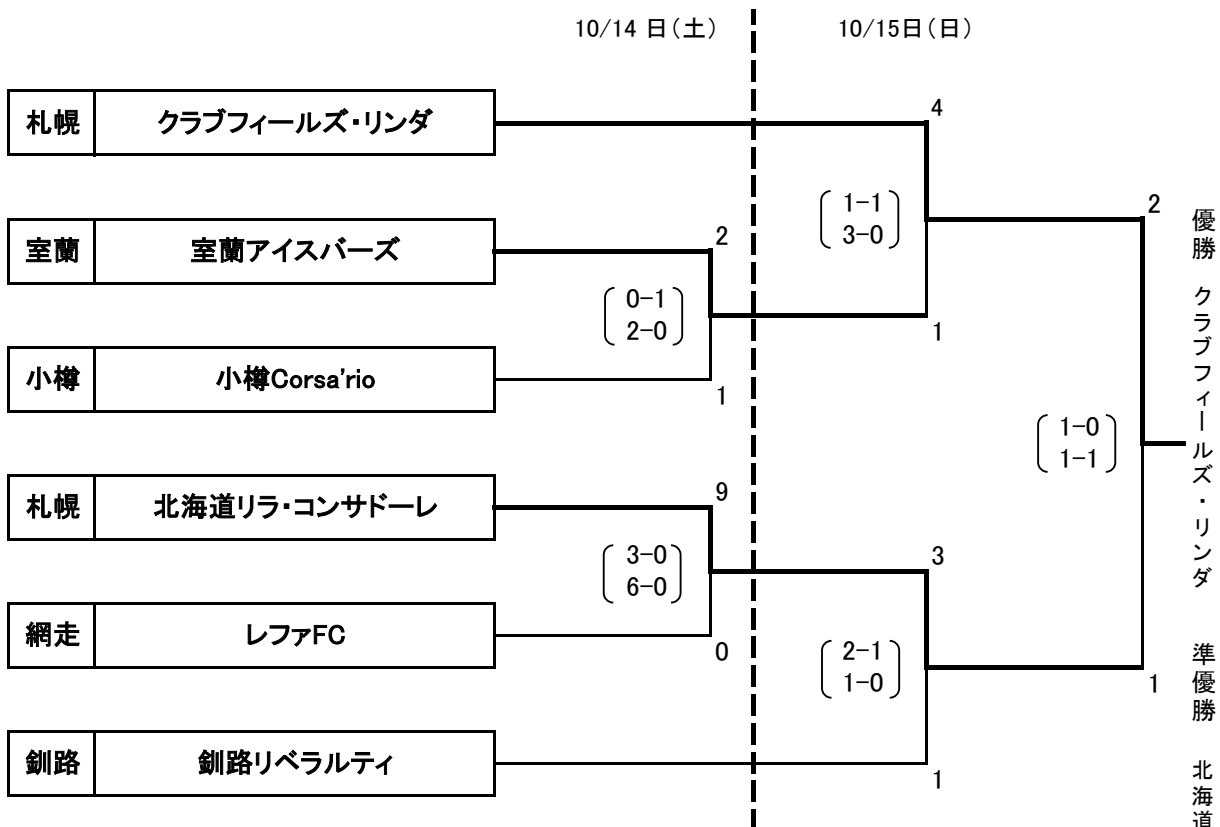 10/14 日(土)
10/15日(日)
札幌 クラブフィールズ・リンダ
4
1-1
3-0
2
室蘭 室蘭アイスバーズ
2
0-1
2-0
1
小樽 小樽Corsa'rio
1
1-0
1-1
札幌 北海道リラ・コンサドーレ
9
3-0
6-0
3
網走 レファFC
0
2-1
1-0
1
釧路 釧路リベラルティ
1
優勝 クラブフィールズ・リンダ 準優勝 北海道